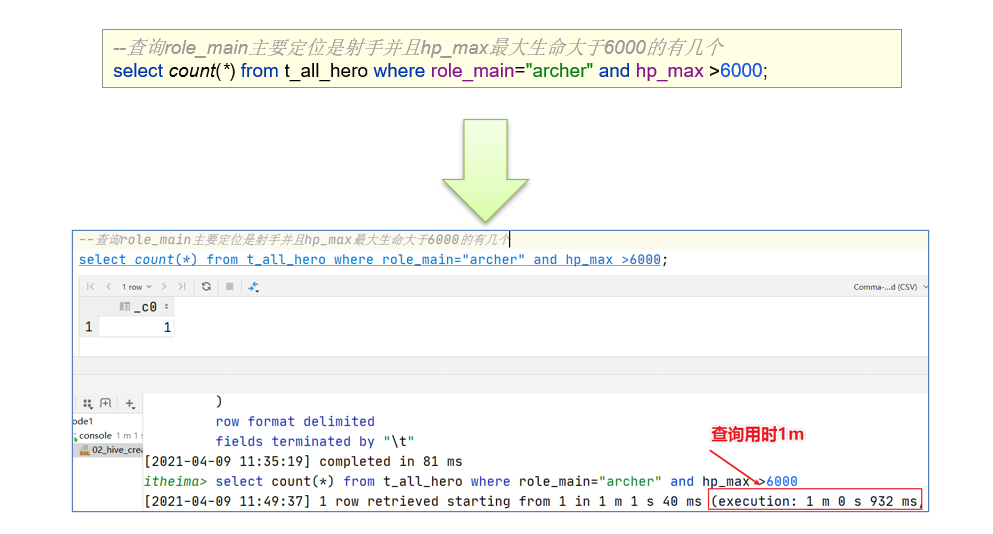 --查询role_main主要定位是射手并且hp_max最大生命大于6000的有几个
select count(*) from t_all_hero where role_main="archer" and hp_max >6000;
--查询role_main主要定位是射手并且hp_max最大生命大于6000的有几个
select count(*) from t_all_hero where role_main="archer" and hp_max >6000;
1 row
Comma-...d (CSV)
_c0
1 1
)
ode1
row format delimited
console 1 m 1 s
fields terminated by "\t"
02_hive_crea
查询用时1m
[2021-04-09 11:35:19] completed in 81 ms
itheima> select count(*) from t_all_hero where role_main="archer" and hp_max >6000
[2021-04-09 11:49:37] 1 row retrieved starting from 1 in 1 m 1 s 40 ms (execution: 1 m 0 s 932 ms,